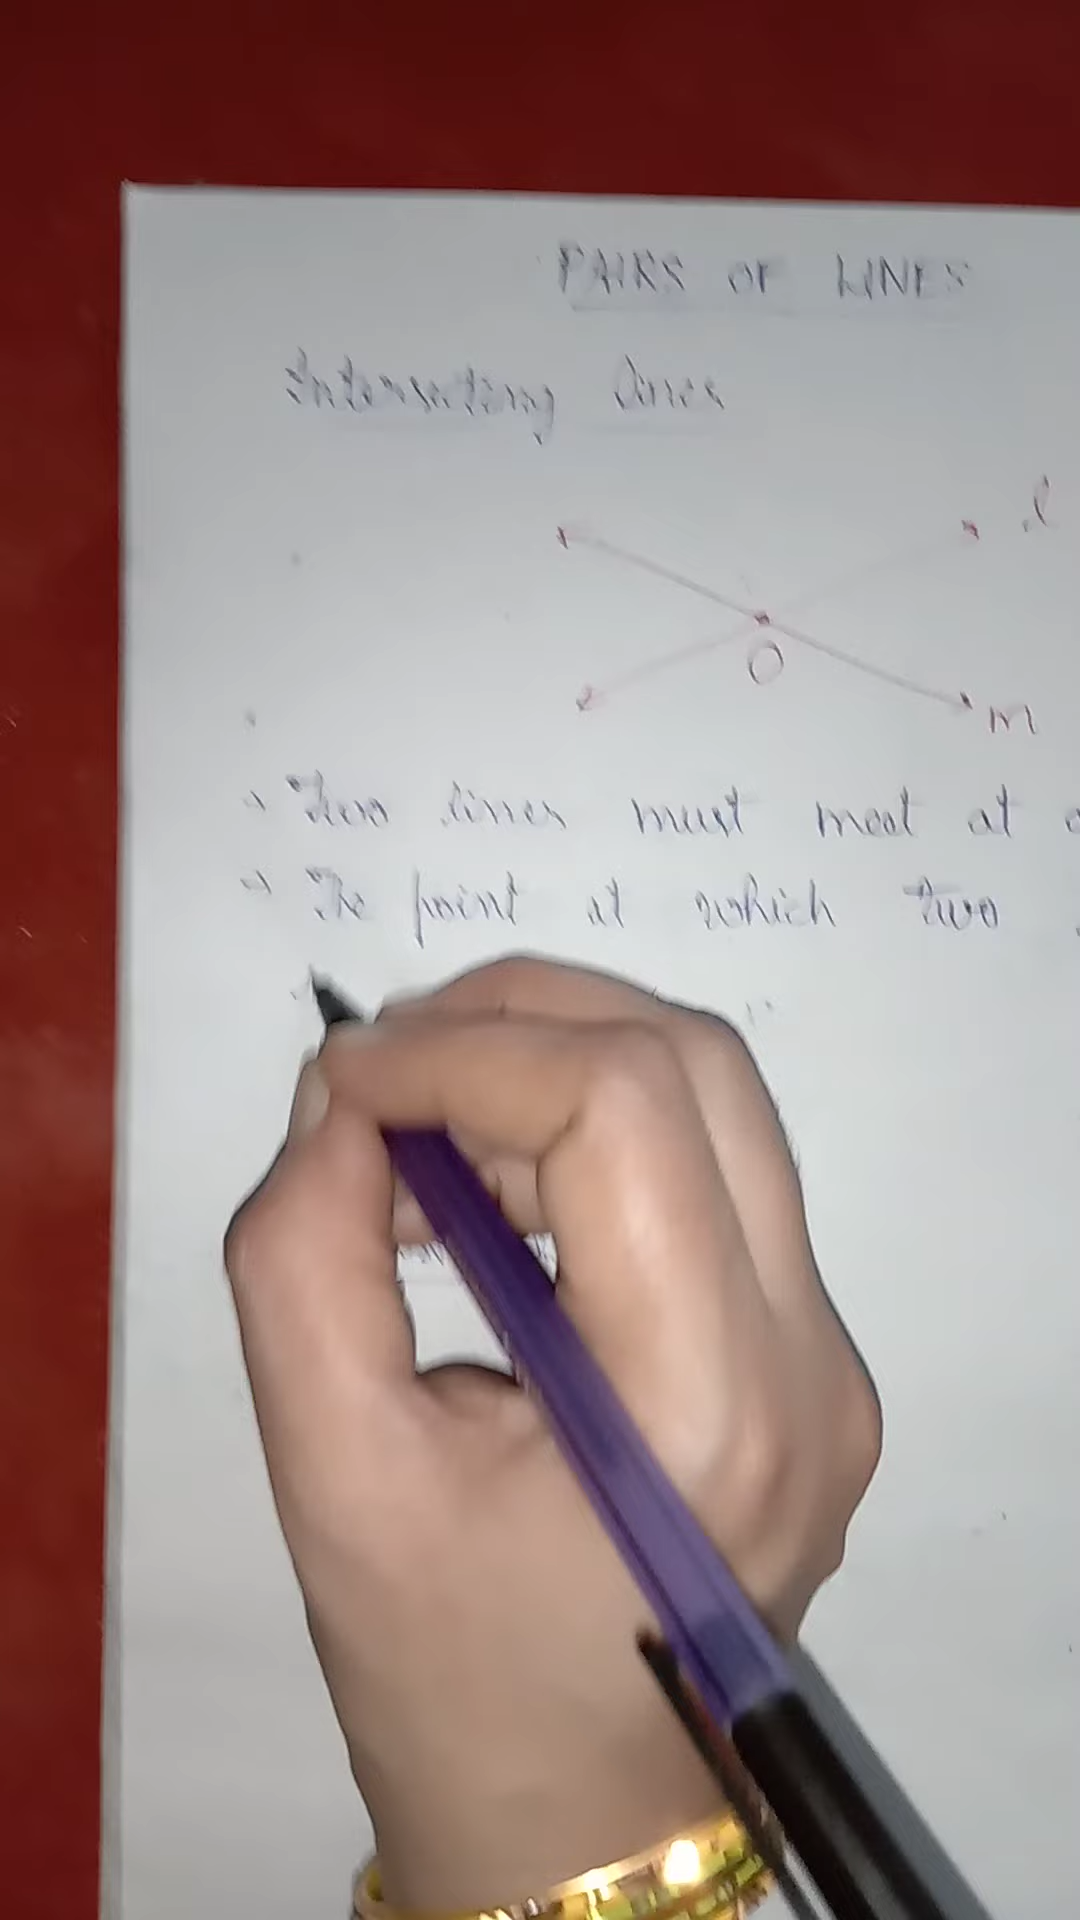 PAIRS OF LINES
Intersecting lines
l
O
m
→ Two lines must meet at
→ The point at which two